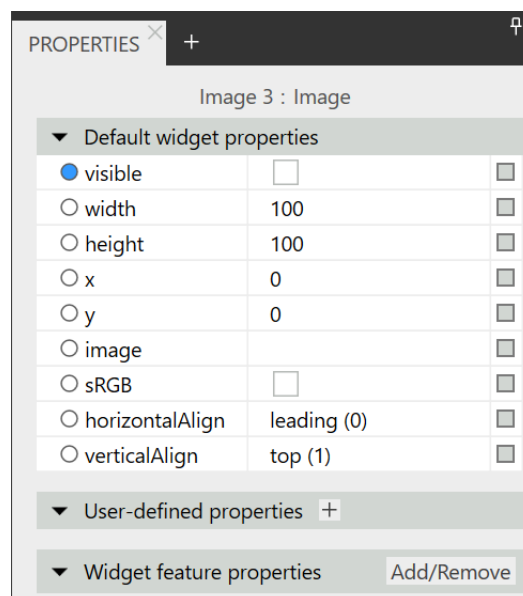 PROPERTIES
Image 3 : Image
Default widget properties
visible
width 100
height 100
x 0
y 0
image
sRGB
horizontalAlign leading (0)
verticalAlign top (1)
User-defined properties +
Widget feature properties Add/Remove